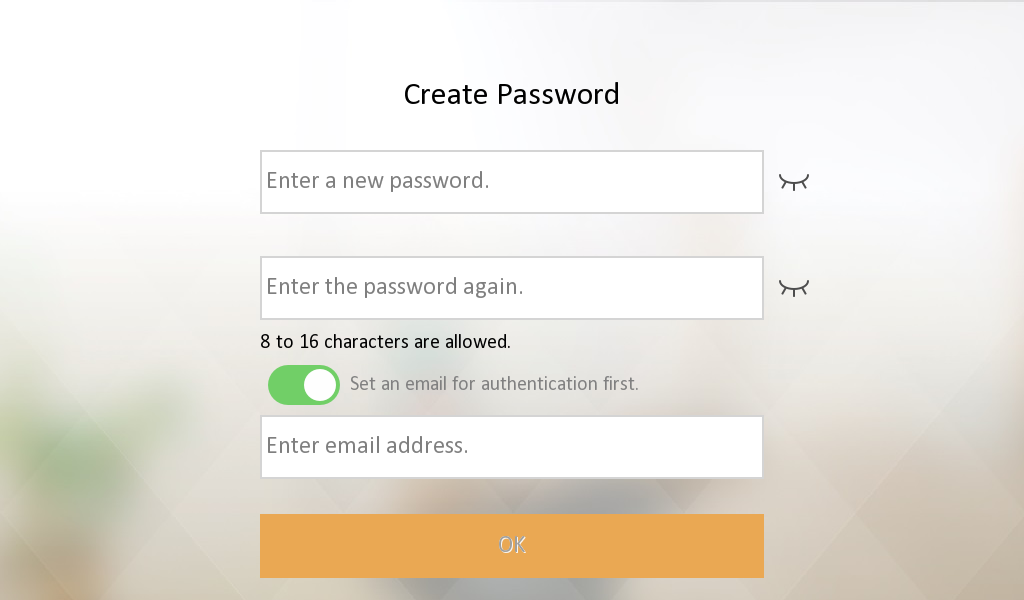 Create Password
Enter a new password.
Enter the password again.
8 to 16 characters are allowed.
Set an email for authentication first.
Enter email address.
OK